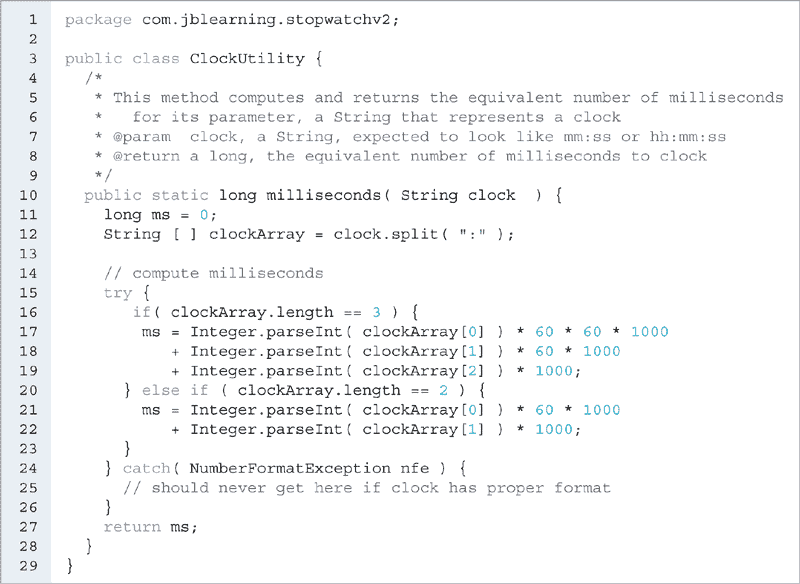 1 package com.jblearning.stopwatchv2;
2
3 public class ClockUtility {
4 /*
5 * This method computes and returns the equivalent number of milliseconds
6 * for its parameter, a String that represents a clock
7 * @param clock, a String, expected to look like mm:ss or hh:mm:ss
8 * @return a long, the equivalent number of milliseconds to clock
9 */
10 public static long milliseconds( String clock ) {
11 long ms = 0;
12 String [ ] clockArray = clock.split( ":" );
13
14 // compute milliseconds
15 try {
16 if( clockArray.length == 3 ) {
17 ms = Integer.parseInt( clockArray[0] ) * 60 * 60 * 1000
18 + Integer.parseInt( clockArray[1] ) * 60 * 1000
19 + Integer.parseInt( clockArray[2] ) * 1000;
20 } else if ( clockArray.length == 2 ) {
21 ms = Integer.parseInt( clockArray[0] ) * 60 * 1000
22 + Integer.parseInt( clockArray[1] ) * 1000;
23 }
24 } catch( NumberFormatException nfe ) {
25 // should never get here if clock has proper format
26 }
27 return ms;
28 }
29 }